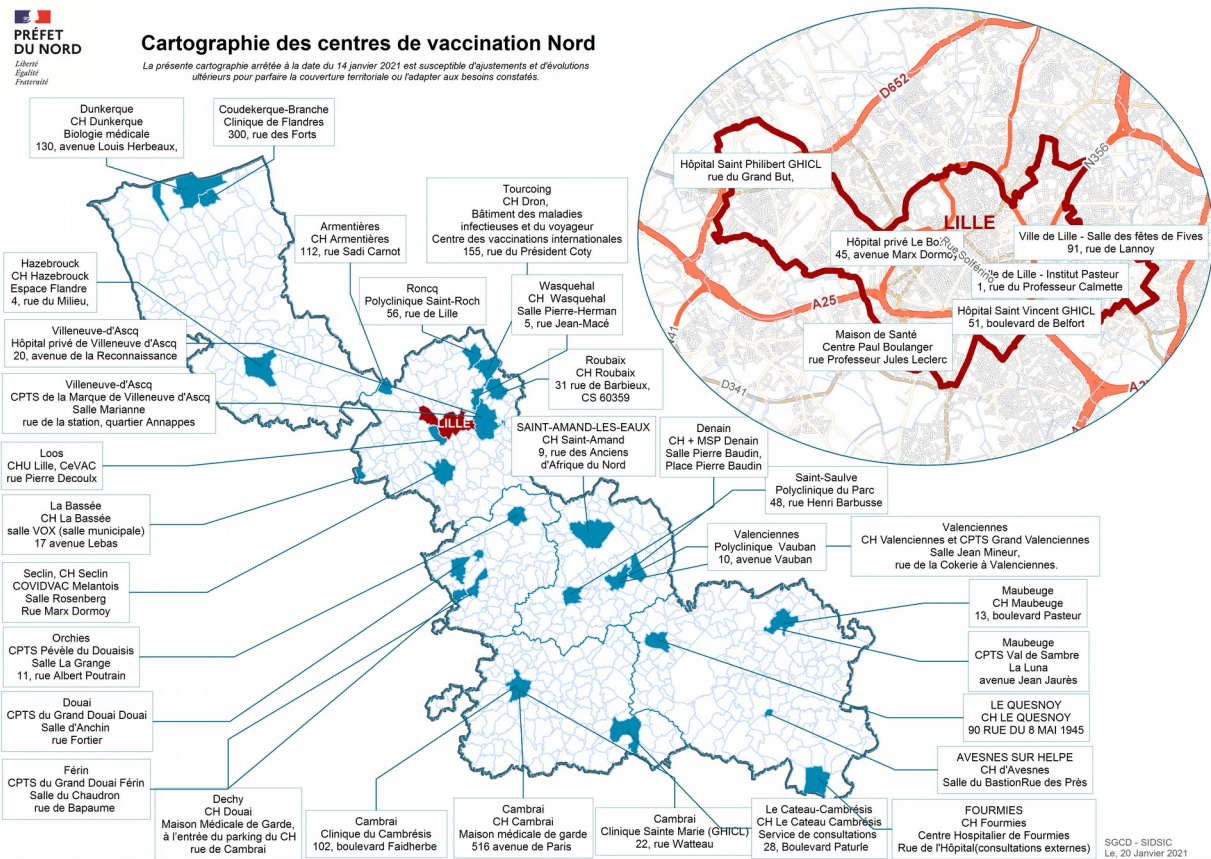 PRÉFET
DU NORD
Liberté
Égalité
Fraternité
Cartographie des centres de vaccination Nord
La présente cartographie arrêtée à la date du 14 janvier 2021 est susceptible d'ajustements et d'évolutions
ultérieurs pour parfaire la couverture territoriale ou l'adapter aux besoins constatés.
Dunkerque
CH Dunkerque
Biologie médicale
130, avenue Louis Herbeaux,
Coudekerque-Branche
Clinique de Flandres
300, rue des Forts
Tourcoing
CH Dron,
Bâtiment des maladies
infectieuses et du voyageur
Centre des vaccinations internationales
155, rue du Président Coty
Armentières
CH Armentières
112, rue Sadi Carnot
Hazebrouck
CH Hazebrouck
Espace Flandre
4, rue du Milieu,
Roncq
Polyclinique Saint-Roch
56, rue de Lille
Wasquehal
CH Wasquehal
Salle Pierre-Herman
5, rue Jean-Macé
Villeneuve-d'Ascq
Hôpital privé de Villeneuve d'Ascq
20, avenue de la Reconnaissance
Roubaix
CH Roubaix
31 rue de Barbieux,
CS 60359
Villeneuve-d'Ascq
CPTS de la Marque de Villeneuve d'Ascq
Salle Marianne
rue de la station, quartier Annappes
LILLE
SAINT-AMAND-LES-EAUX
CH Saint-Amand
9, rue des Anciens
d'Afrique du Nord
Denain
CH + MSP Denain
Salle Pierre Baudin,
Place Pierre Baudin
Loos
CHU Lille, CeVAC
rue Pierre Decoulx
Saint-Saulve
Polyclinique du Parc
48, rue Henri Barbusse
La Bassée
CH La Bassée
salle VOX (salle municipale)
17 avenue Lebas
Valenciennes
Polyclinique Vauban
10, avenue Vauban
Valenciennes
CH Valenciennes et CPTS Grand Valenciennes
Salle Jean Mineur,
rue de la Cokerie à Valenciennes.
Seclin, CH Seclin
COVIDVAC Melantois
Salle Rosenberg
Rue Marx Dormoy
Maubeuge
CH Maubeuge
13, boulevard Pasteur
Orchies
CPTS Pévèle du Douaisis
Salle La Grange
11, rue Albert Poutrain
Maubeuge
CPTS Val de Sambre
La Luna
avenue Jean Jaurès
Douai
CPTS du Grand Douai Douai
Salle d'Anchin
rue Fortier
LE QUESNOY
CH LE QUESNOY
90 RUE DU 8 MAI 1945
AVESNES SUR HELPE
CH d'Avesnes
Salle du BastionRue des Près
Férin
CPTS du Grand Douai Férin
Salle du Chaudron
rue de Bapaume
Dechy
CH Douai
Maison Médicale de Garde,
à l'entrée du parking du CH
rue de Cambrai
Cambrai
Clinique du Cambrésis
102, boulevard Faidherbe
Cambrai
CH Cambrai
Maison médicale de garde
516 avenue de Paris
Cambrai
Clinique Sainte Marie (GHICL)
22, rue Watteau
Le Cateau-Cambrésis
CH Le Cateau Cambrésis
Service de consultations
28, Boulevard Paturle
FOURMIES
CH Fourmies
Centre Hospitalier de Fourmies
Rue de l'Hôpital(consultations externes)
D652
N356
Hôpital Saint Philibert GHICL
rue du Grand But,
LILLE
Hôpital privé Le Bo
45, avenue Marx Dormoy
Rue Solférino
Ville de Lille - Salle des fêtes de Fives
91, rue de Lannoy
de Lille - Institut Pasteur
1, rue du Professeur Calmette
A25
Hôpital Saint Vincent GHICL
51, boulevard de Belfort
Maison de Santé
Centre Paul Boulanger
rue Professeur Jules Leclerc
D341
SGCD - SIDSIC
Le, 20 Janvier 2021